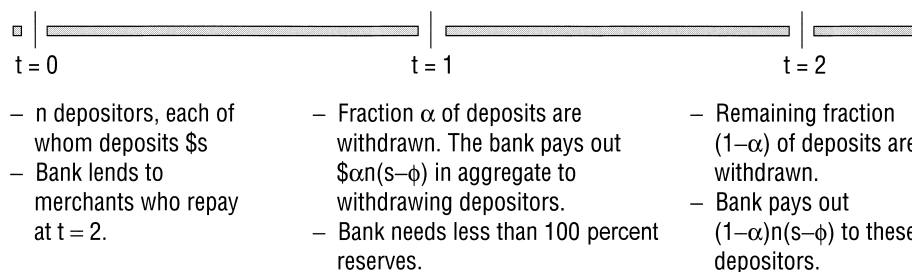 t = 0
t = 1
t = 2
– n depositors, each of
whom deposits $s
– Bank lends to
merchants who repay
at t = 2.
– Fraction α of deposits are
withdrawn. The bank pays out
$αn(s–ϕ) in aggregate to
withdrawing depositors.
– Bank needs less than 100 percent
reserves.
– Remaining fraction
(1–α) of deposits are
withdrawn.
– Bank pays out
(1–α)n(s–ϕ) to these
depositors.